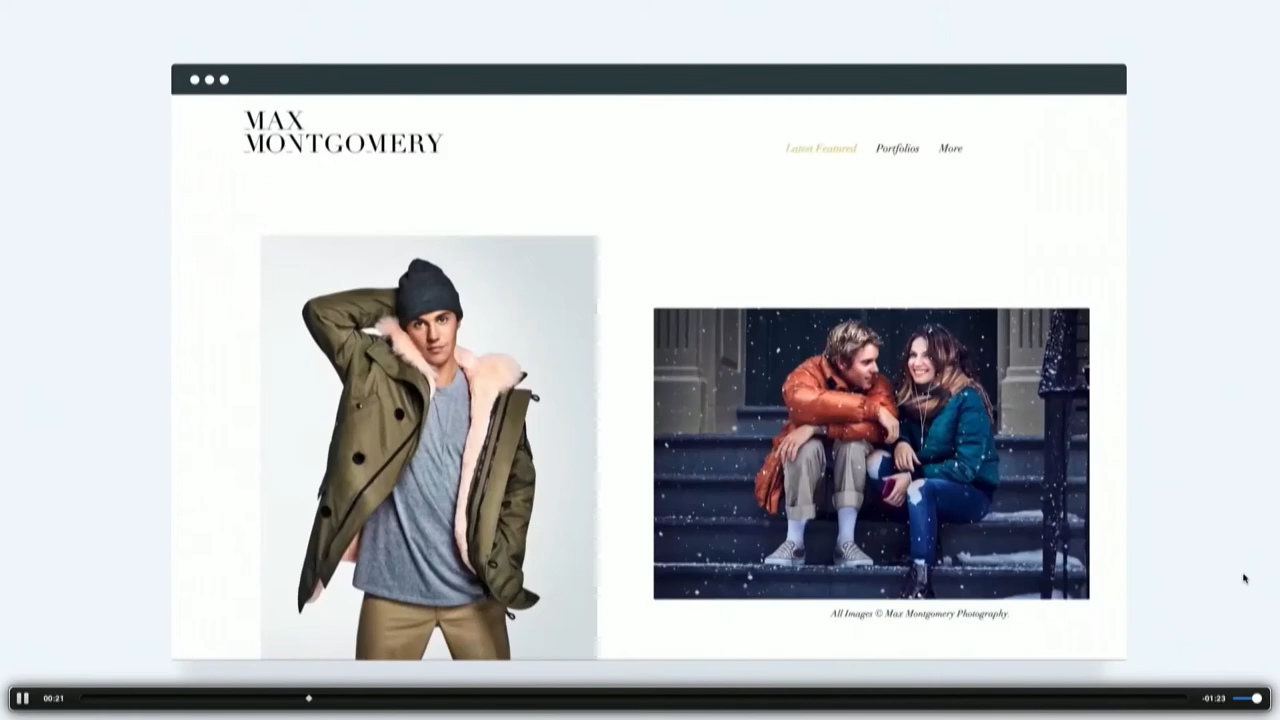 MAX
MONTGOMERY
Latest Featured Portfolios More
All Images © Max Montgomery Photography.
00:21
-01:23